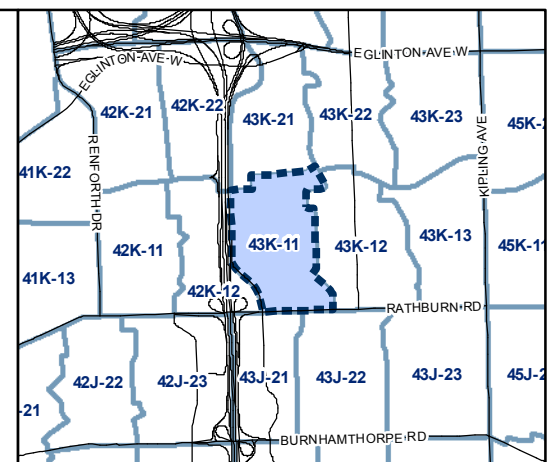 EGLINTON AVE W
EGLINTON AVE W
42K-21
42K-22
43K-21
43K-22
43K-23
45K-2
RENFORTH DR
KIPLING AVE
41K-22
42K-11
43K-11
43K-12
43K-13
45K-1
41K-13
42K-12
RATHBURN RD
42J-22
42J-23
43J-21
43J-22
43J-23
45J-2
-21
BURNHAMTHORPE RD